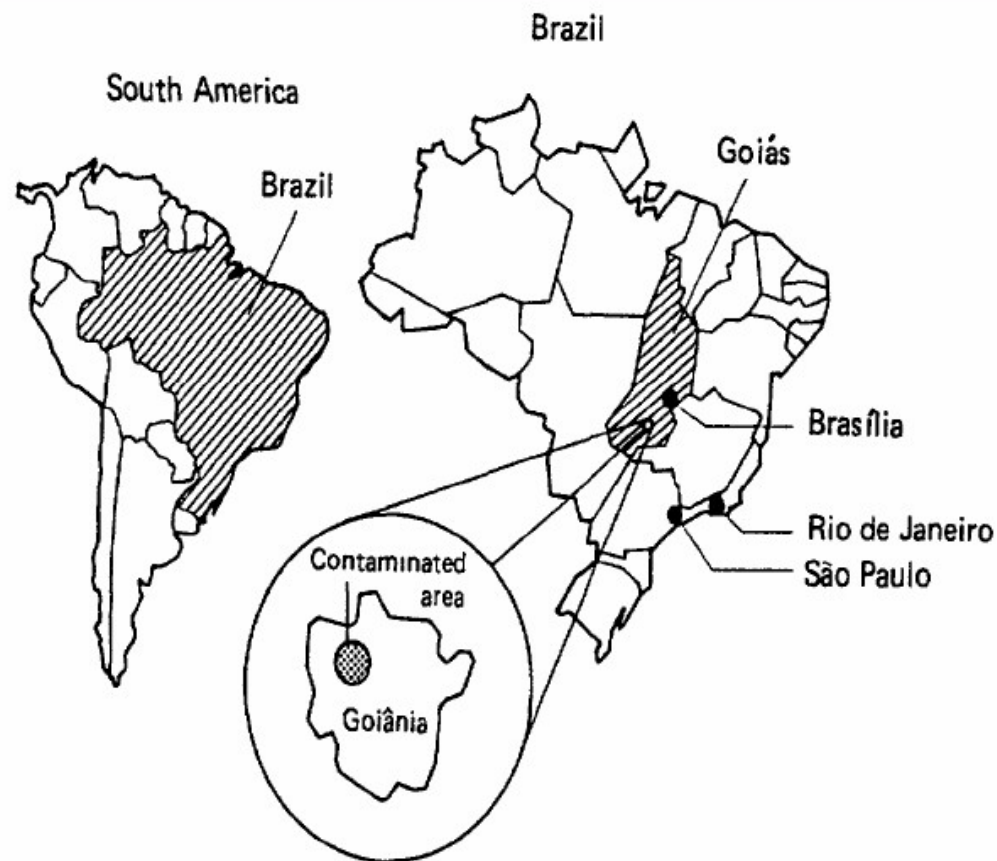 Brazil
South America
Brazil
Goiás
Brasília
Rio de Janeiro
São Paulo
Contaminated
area
Goiânia